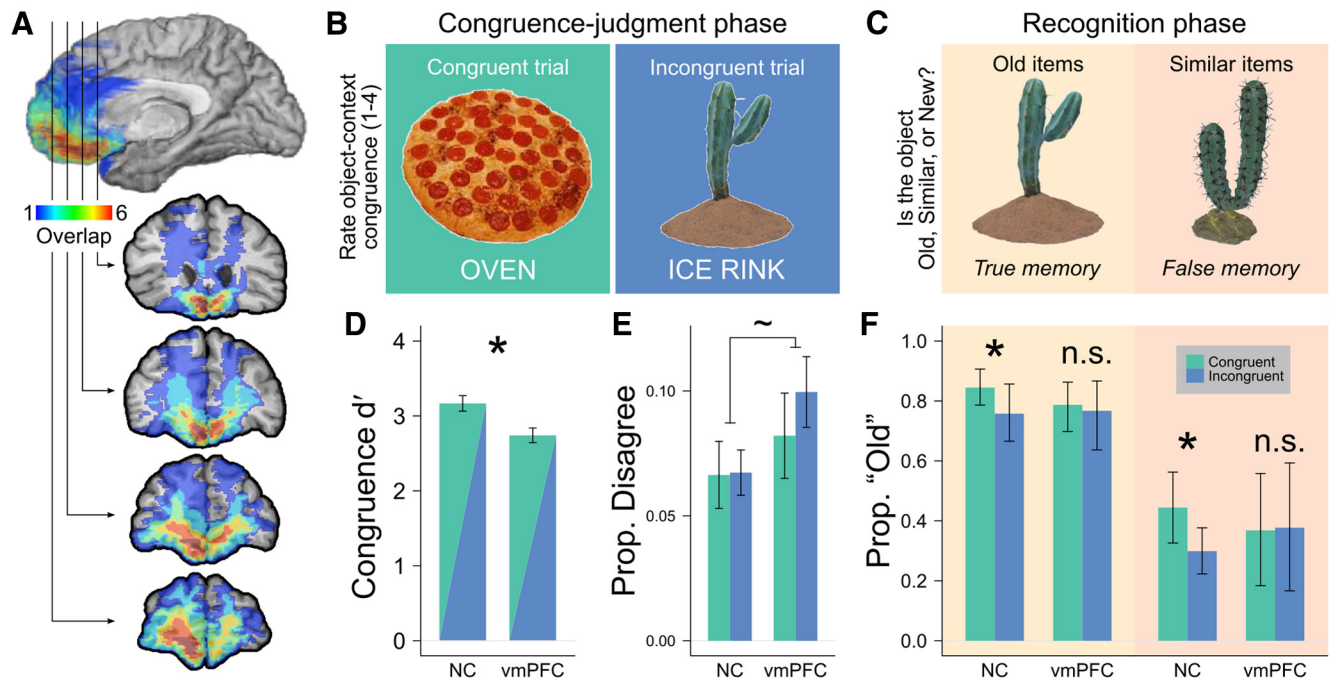 A
1 6
Overlap
B
Congruence-judgment phase
Rate object-context
congruence (1-4)
Congruent trial
OVEN
Incongruent trial
ICE RINK
C
Recognition phase
Is the object
Old, Similar, or New?
Old items
True memory
Similar items
False memory
D
Congruence d′
4
3
2
1
0
*
NC
vmPFC
E
Prop. Disagree
0.10
0.05
0.00
~
NC
vmPFC
F
Prop. “Old”
1.0
0.8
0.6
0.4
0.2
0.0
*
n.s.
*
n.s.
Congruent
Incongruent
NC
vmPFC
NC
vmPFC